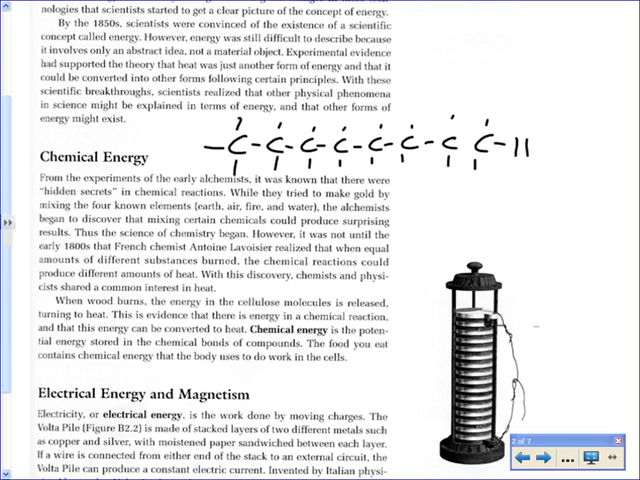 nologies that scientists started to get a clear picture of the concept of energy.
By the 1850s, scientists were convinced of the existence of a scientific
concept called energy. However, energy was still difficult to describe because
it involves only an abstract idea, not a material object. Experimental evidence
had supported the theory that heat was just another form of energy and that it
could be converted into other forms following certain principles. With these
scientific breakthroughs, scientists realized that other physical phenomena
in science might be explained in terms of energy, and that other forms of
energy might exist.
– C – C – C – C – C – C – C C – H
Chemical Energy
From the experiments of the early alchemists, it was known that there were
"hidden secrets" in chemical reactions. While they tried to make gold by
mixing the four known elements (earth, air, fire, and water), the alchemists
began to discover that mixing certain chemicals could produce surprising
results. Thus the science of chemistry began. However, it was not until the
early 1800s that French chemist Antoine Lavoisier realized that when equal
amounts of different substances burned, the chemical reactions could
produce different amounts of heat. With this discovery, chemists and physi-
cists shared a common interest in heat.
When wood burns, the energy in the cellulose molecules is released,
turning to heat. This is evidence that there is energy in a chemical reaction,
and that this energy can be converted to heat. Chemical energy is the poten-
tial energy stored in the chemical bonds of compounds. The food you eat
contains chemical energy that the body uses to do work in the cells.
Electrical Energy and Magnetism
Electricity, or electrical energy, is the work done by moving charges. The
Volta Pile (Figure B2.2) is made of stacked layers of two different metals such
as copper and silver, with moistened paper sandwiched between each layer.
If a wire is connected from either end of the stack to an external circuit, the
Volta Pile can produce a constant electric current. Invented by Italian physi-
2 of 7